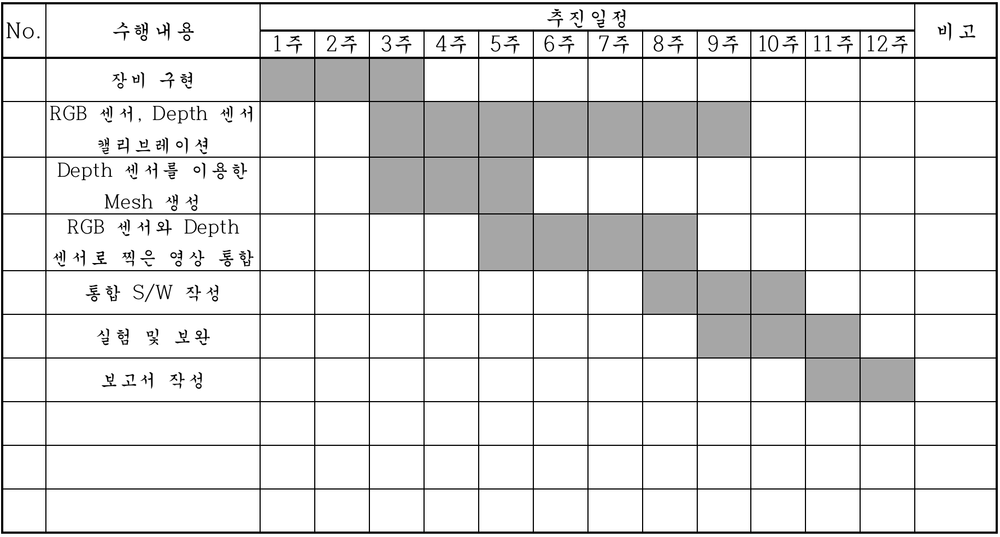 No. 수행내용 추진일정 비고
1주 2주 3주 4주 5주 6주 7주 8주 9주 10주 11주 12주
장비 구현
RGB 센서, Depth 센서
캘리브레이션
Depth 센서를 이용한
Mesh 생성
RGB 센서와 Depth
센서로 찍은 영상 통합
통합 S/W 작성
실험 및 보완
보고서 작성